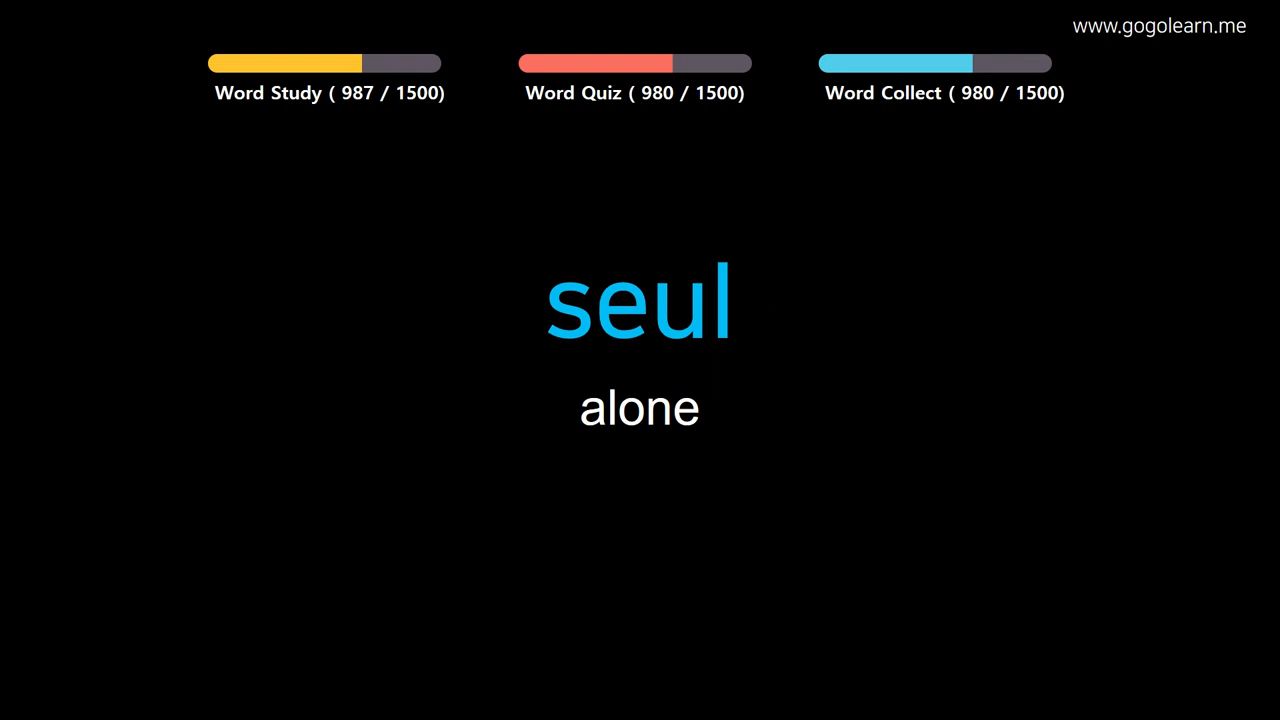 www.gogolearn.me
Word Study ( 987 / 1500)
Word Quiz ( 980 / 1500)
Word Collect ( 980 / 1500)
seul
alone